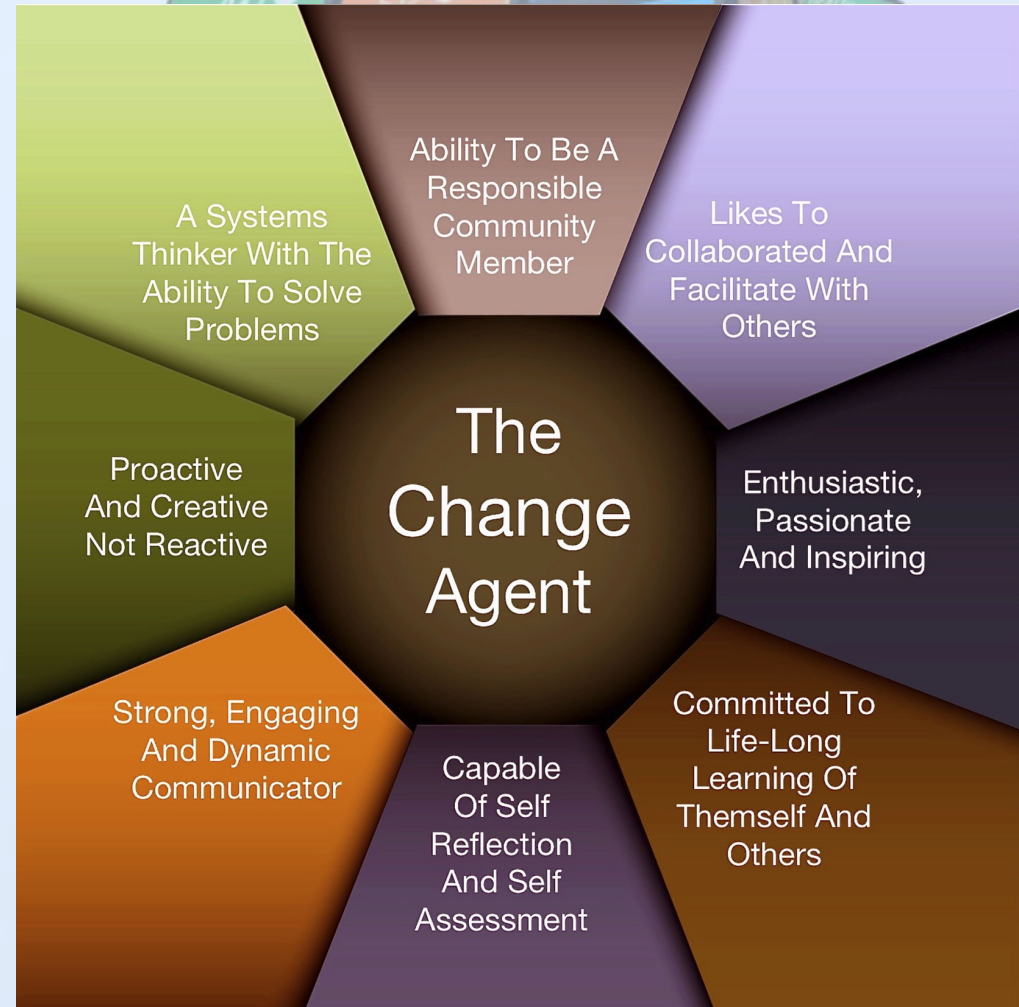 The
Change
Agent
Ability To Be A
Responsible
Community
Member
Likes To
Collaborated And
Facilitate With
Others
Enthusiastic,
Passionate
And Inspiring
Committed To
Life-Long
Learning Of
Themself And
Others
Capable
Of Self
Reflection
And Self
Assessment
Strong, Engaging
And Dynamic
Communicator
Proactive
And Creative
Not Reactive
A Systems
Thinker With The
Ability To Solve
Problems